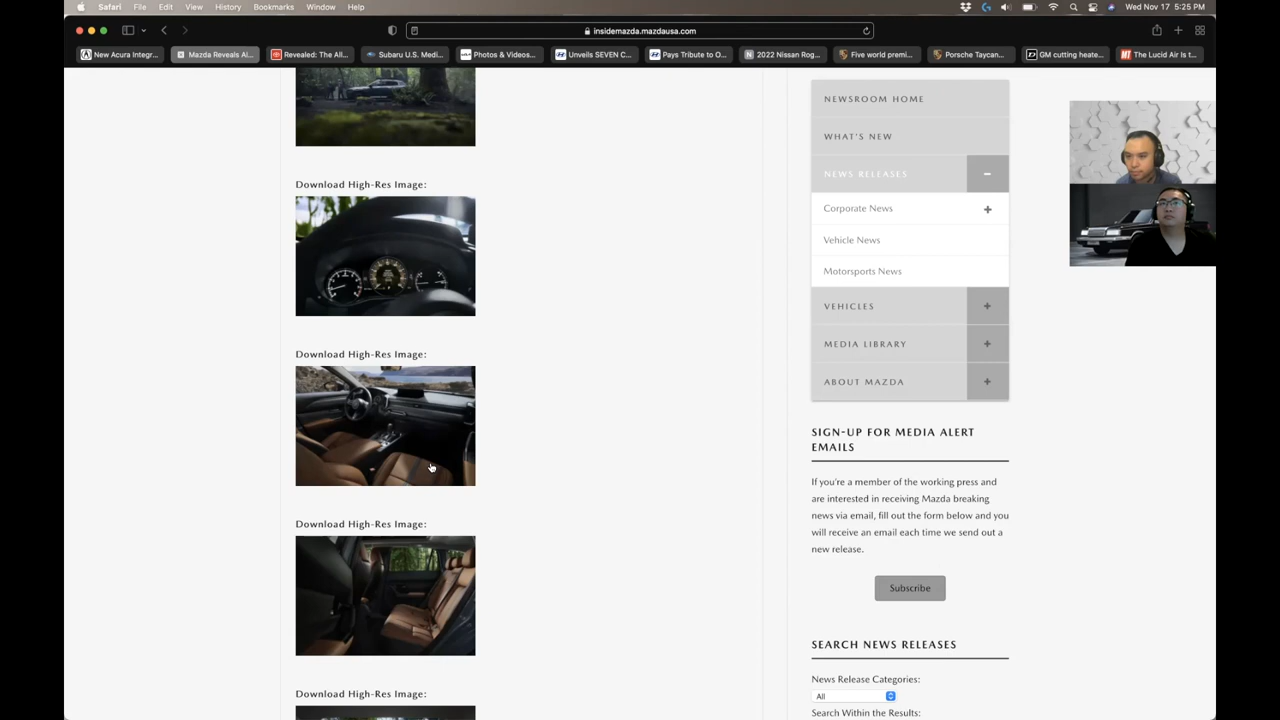 Safari File Edit View History Bookmarks Window Help
Wed Nov 17 5:25 PM
insidemazda.mazdausa.com
New Acura Integr...
Mazda Reveals Al...
Revealed: The All...
Subaru U.S. Medi...
Photos & Videos...
Unveils SEVEN C...
Pays Tribute to O...
2022 Nissan Rog...
Five world premi...
Porsche Taycan...
GM cutting heate...
The Lucid Air Is t...
Download High-Res Image:
Download High-Res Image:
Download High-Res Image:
Download High-Res Image:
NEWSROOM HOME
WHAT'S NEW
NEWS RELEASES
Corporate News
Vehicle News
Motorsports News
VEHICLES
MEDIA LIBRARY
ABOUT MAZDA
SIGN-UP FOR MEDIA ALERT
EMAILS
If you're a member of the working press and
are interested in receiving Mazda breaking
news via email, fill out the form below and you
will receive an email each time we send out a
new release.
Subscribe
SEARCH NEWS RELEASES
News Release Categories:
All
Search Within the Results: